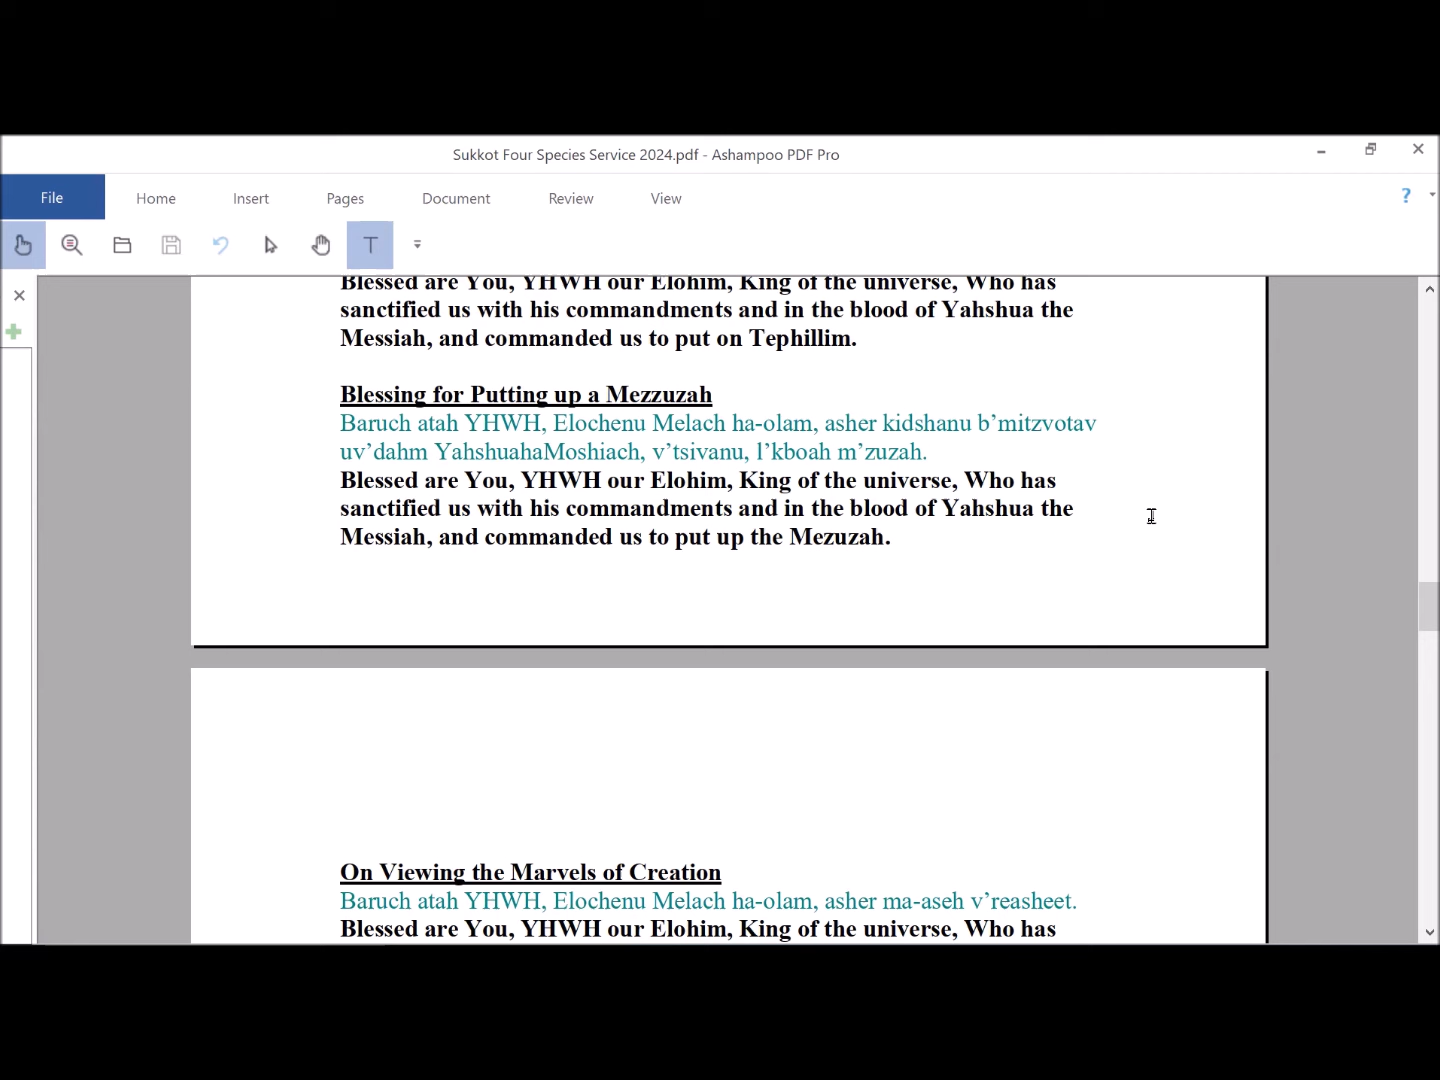 Sukkot Four Species Service 2024.pdf - Ashampoo PDF Pro
File Home Insert Pages Document Review View
Blessed are You, YHWH our Elohim, King of the universe, Who has
sanctified us with his commandments and in the blood of Yahshua the
Messiah, and commanded us to put on Tephillim.
Blessing for Putting up a Mezzuzah
Baruch atah YHWH, Elochenu Melach ha-olam, asher kidshanu b’mitzvotav
uv’dahm YahshuahaMoshiach, v’tsivanu, l’kboah m’zuzah.
Blessed are You, YHWH our Elohim, King of the universe, Who has
sanctified us with his commandments and in the blood of Yahshua the
Messiah, and commanded us to put up the Mezuzah.
On Viewing the Marvels of Creation
Baruch atah YHWH, Elochenu Melach ha-olam, asher ma-aseh v’reasheet.
Blessed are You, YHWH our Elohim, King of the universe, Who has